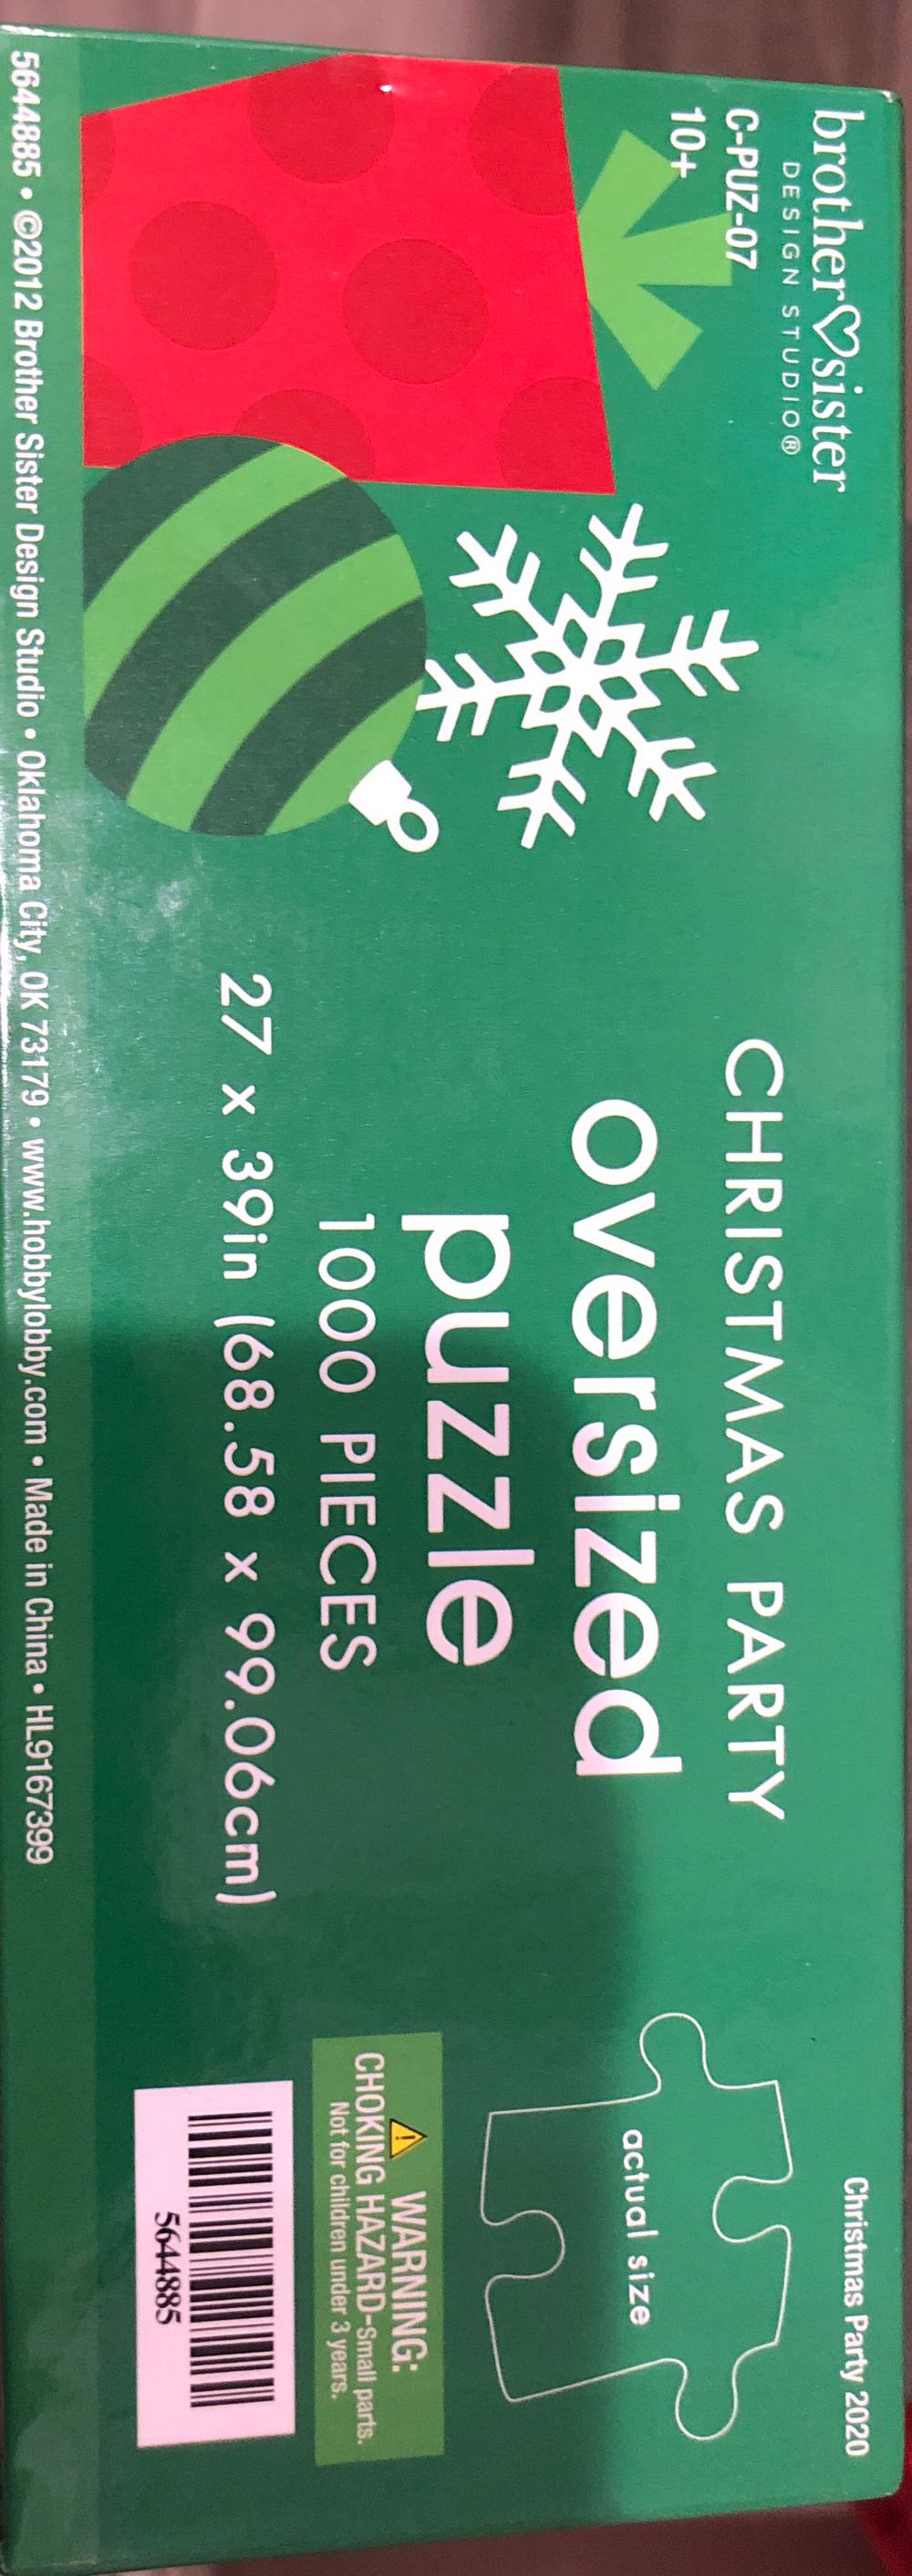 brother♡sister
DESIGN STUDIO®
C-PUZ-07
10+
CHRISTMAS PARTY
oversized
puzzle
1000 PIECES
27 x 39in (68.58 x 99.06cm)
Christmas Party 2020
actual size
WARNING:
CHOKING HAZARD-Small parts.
Not for children under 3 years.
5644885
5644885 • ©2012 Brother Sister Design Studio • Oklahoma City, OK 73179 • www.hobbylobby.com • Made in China • HL9167399